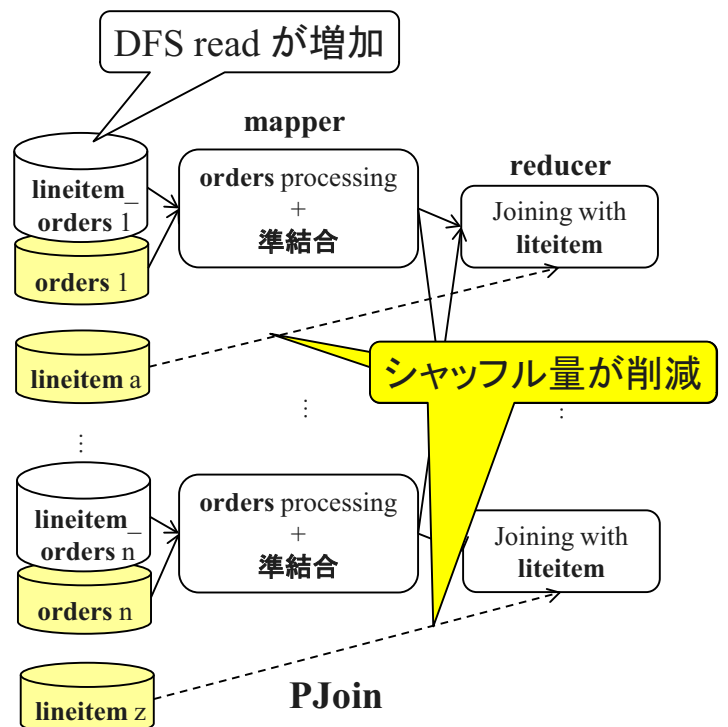 DFS read が増加
mapper
reducer
lineitem_
orders 1
orders 1
orders processing
+
準結合
Joining with
liteitem
lineitem a
シャッフル量が削減
⋮
⋮
⋮
lineitem_
orders n
orders n
orders processing
+
準結合
Joining with
liteitem
lineitem z
PJoin